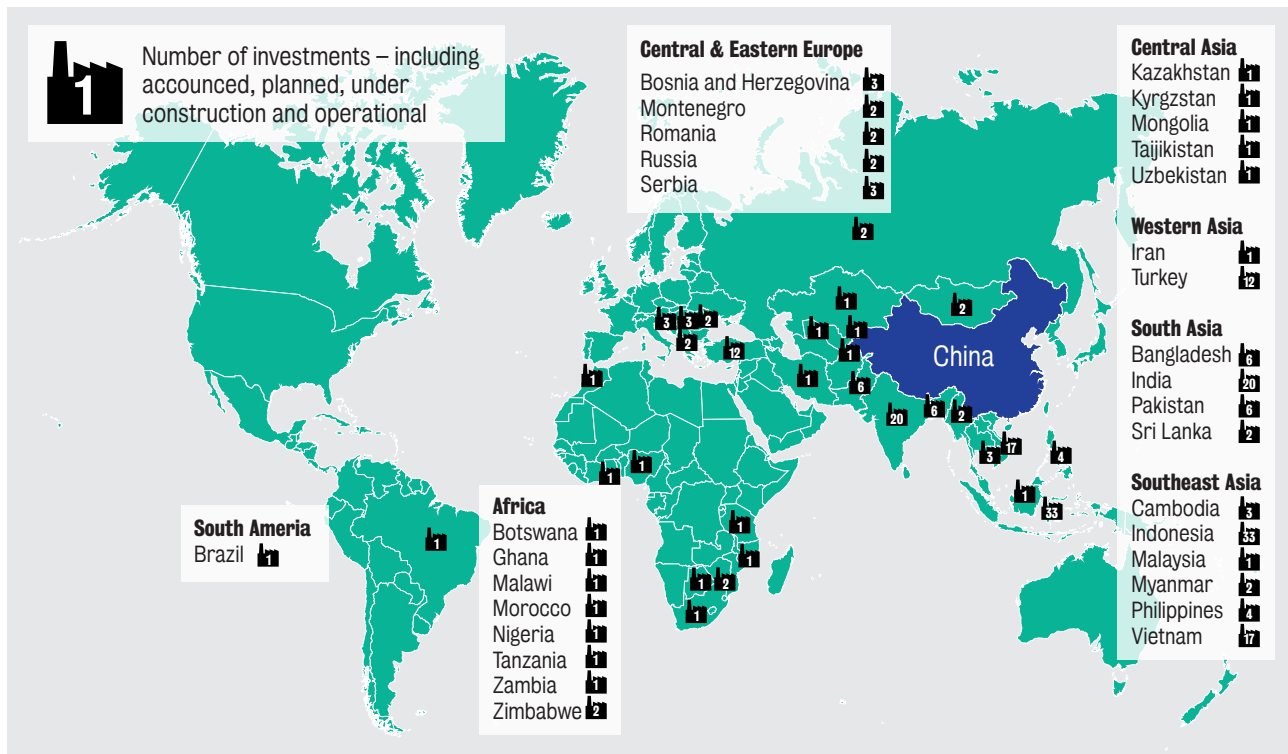 1
Number of investments – including
accounced, planned, under
construction and operational
Central & Eastern Europe
Bosnia and Herzegovina 3
Montenegro 2
Romania 2
Russia 2
Serbia 3
Central Asia
Kazakhstan 1
Kyrgzstan 1
Mongolia 1
Taijikistan 1
Uzbekistan 1
Western Asia
Iran 1
Turkey 12
South Asia
Bangladesh 6
India 20
Pakistan 6
Sri Lanka 2
Southeast Asia
Cambodia 3
Indonesia 33
Malaysia 1
Myanmar 2
Philippines 4
Vietnam 17
South Ameria
Brazil 1
Africa
Botswana 1
Ghana 1
Malawi 1
Morocco 1
Nigeria 1
Tanzania 1
Zambia 1
Zimbabwe 2
China
2
1
2
3
3
2
2
12
1
1
1
1
6
20
6
2
3
17
4
1
33
1
1
1
1
1
1
1
2
1